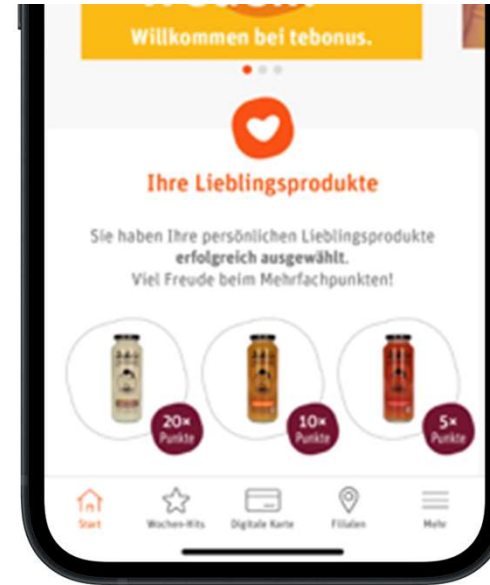 Willkommen bei tebonus.
Ihre Lieblingsprodukte
Sie haben Ihre persönlichen Lieblingsprodukte
erfolgreich ausgewählt.
Viel Freude beim Mehrfachpunkten!
20×
Punkte
10×
Punkte
5×
Punkte
Start
Wochen-Hits
Digitale Karte
Filialen
Mehr